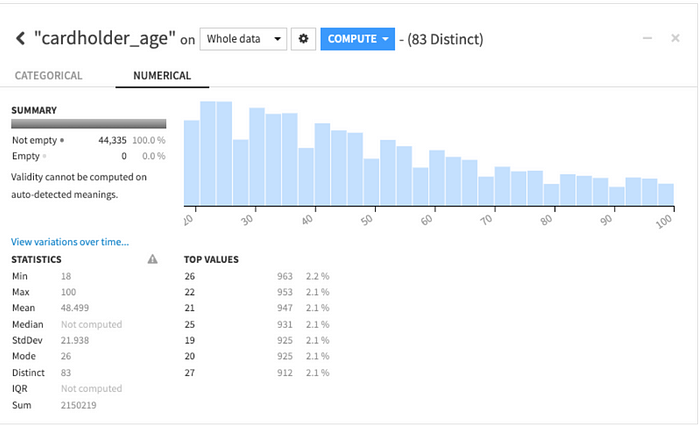 "cardholder_age" on Whole data COMPUTE - (83 Distinct)
CATEGORICAL NUMERICAL
SUMMARY
Not empty 44,335 100.0 %
Empty 0 0.0 %
Validity cannot be computed on
auto-detected meanings.
20 30 40 50 60 70 80 90 100
View variations over time...
STATISTICS TOP VALUES
Min 18 26 963 2.2 %
Max 100 22 953 2.1 %
Mean 48.499 21 947 2.1 %
Median Not computed 25 931 2.1 %
StdDev 21.938 19 925 2.1 %
Mode 26 20 925 2.1 %
Distinct 83 27 912 2.1 %
IQR Not computed
Sum 2150219